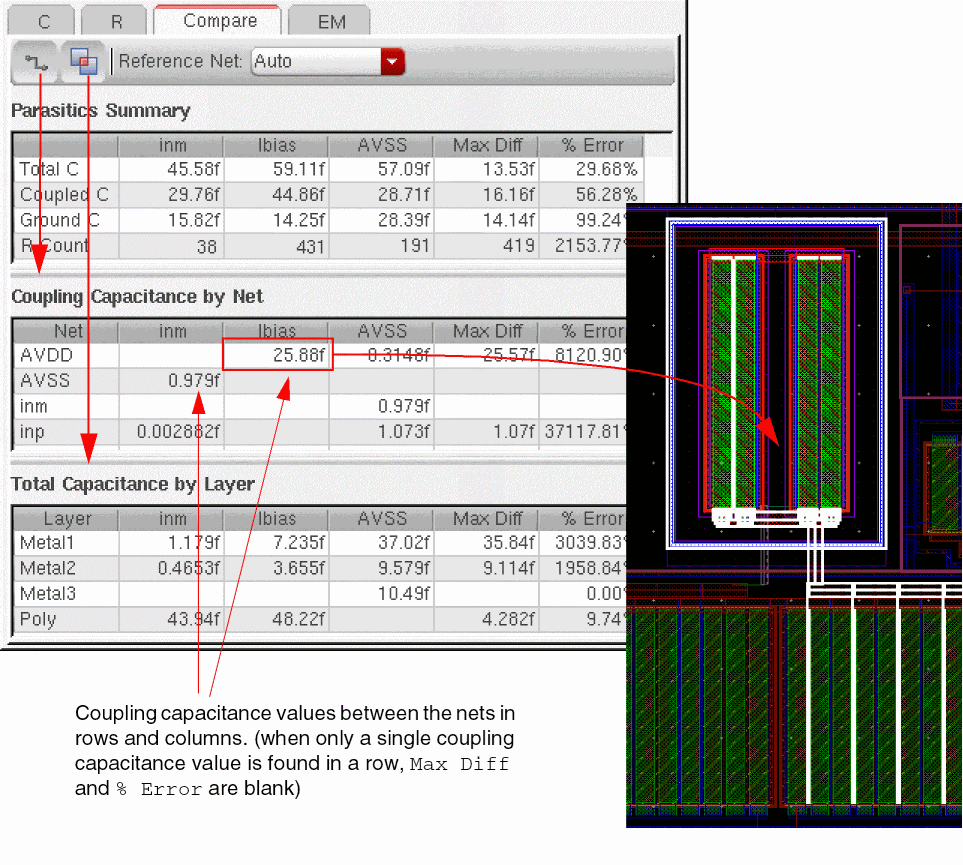 C R Compare EM
Reference Net: Auto
Parasitics Summary
inm Ibias AVSS Max Diff % Error
Total C 45.58f 59.11f 57.09f 13.53f 29.68%
Coupled C 29.76f 44.86f 28.71f 16.16f 56.28%
Ground C 15.82f 14.25f 28.39f 14.14f 99.24%
R Count 38 431 191 419 2153.77%
Coupling Capacitance by Net
Net inm Ibias AVSS Max Diff % Error
AVDD 25.88f 0.3148f 25.57f 8120.90%
AVSS 0.979f
inm 0.979f
inp 0.002882f 1.073f 1.07f 37117.81%
Total Capacitance by Layer
Layer inm Ibias AVSS Max Diff % Error
Metal1 1.179f 7.235f 37.02f 35.84f 3039.83%
Metal2 0.4653f 3.655f 9.579f 9.114f 1958.84%
Metal3 10.49f 0.00%
Poly 43.94f 48.22f 4.282f 9.74%
Coupling capacitance values between the nets in
rows and columns. (when only a single coupling
capacitance value is found in a row, Max Diff
and % Error are blank)